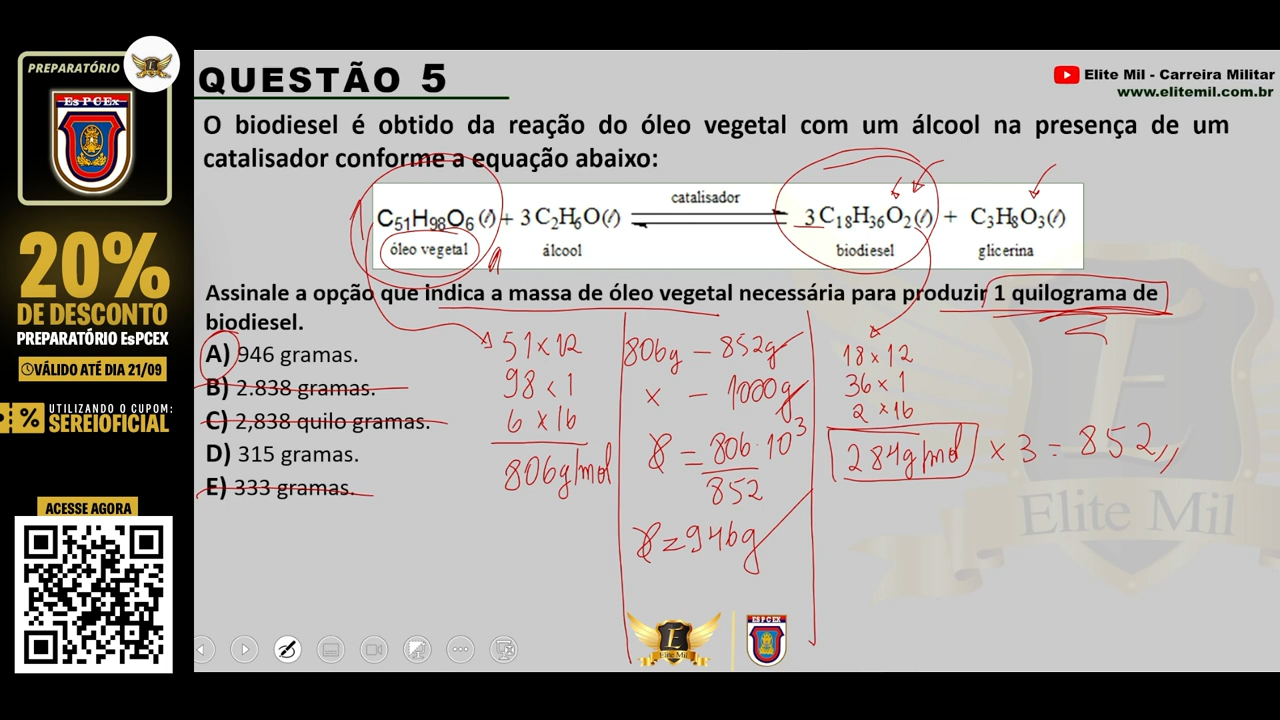 PREPARATÓRIO
EsPCEx
20%
DE DESCONTO
PREPARATÓRIO EsPCEX
VÁLIDO ATÉ DIA 21/09
% UTILIZANDO O CUPOM:
SEREIOFICIAL
ACESSE AGORA
QUESTÃO 5
Elite Mil - Carreira Militar
www.elitemil.com.br
O biodiesel é obtido da reação do óleo vegetal com um álcool na presença de um
catalisador conforme a equação abaixo:
catalisador
1 C₅₁H₉₈O₆(l) + 3 C₂H₆O(l) ⇌ 3 C₁₈H₃₆O₂(l) + C₃H₈O₃(l)
óleo vegetal álcool biodiesel glicerina
Assinale a opção que indica a massa de óleo vegetal necessária para produzir 1 quilograma de
biodiesel.
A) 946 gramas.
B) 2.838 gramas.
C) 2,838 quilo gramas.
D) 315 gramas.
E) 333 gramas.
51 x 12
98 x 1
6 x 16
806g/mol
806g – 852g
x – 1000g
x = 806 · 10³
852
x = 946g
18 x 12
36 x 1
2 x 16
284g/mol x 3 = 852
Elite Mil
Elite Mil
ESPCEX